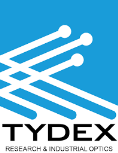 TYDEX
RESEARCH & INDUSTRIAL OPTICS